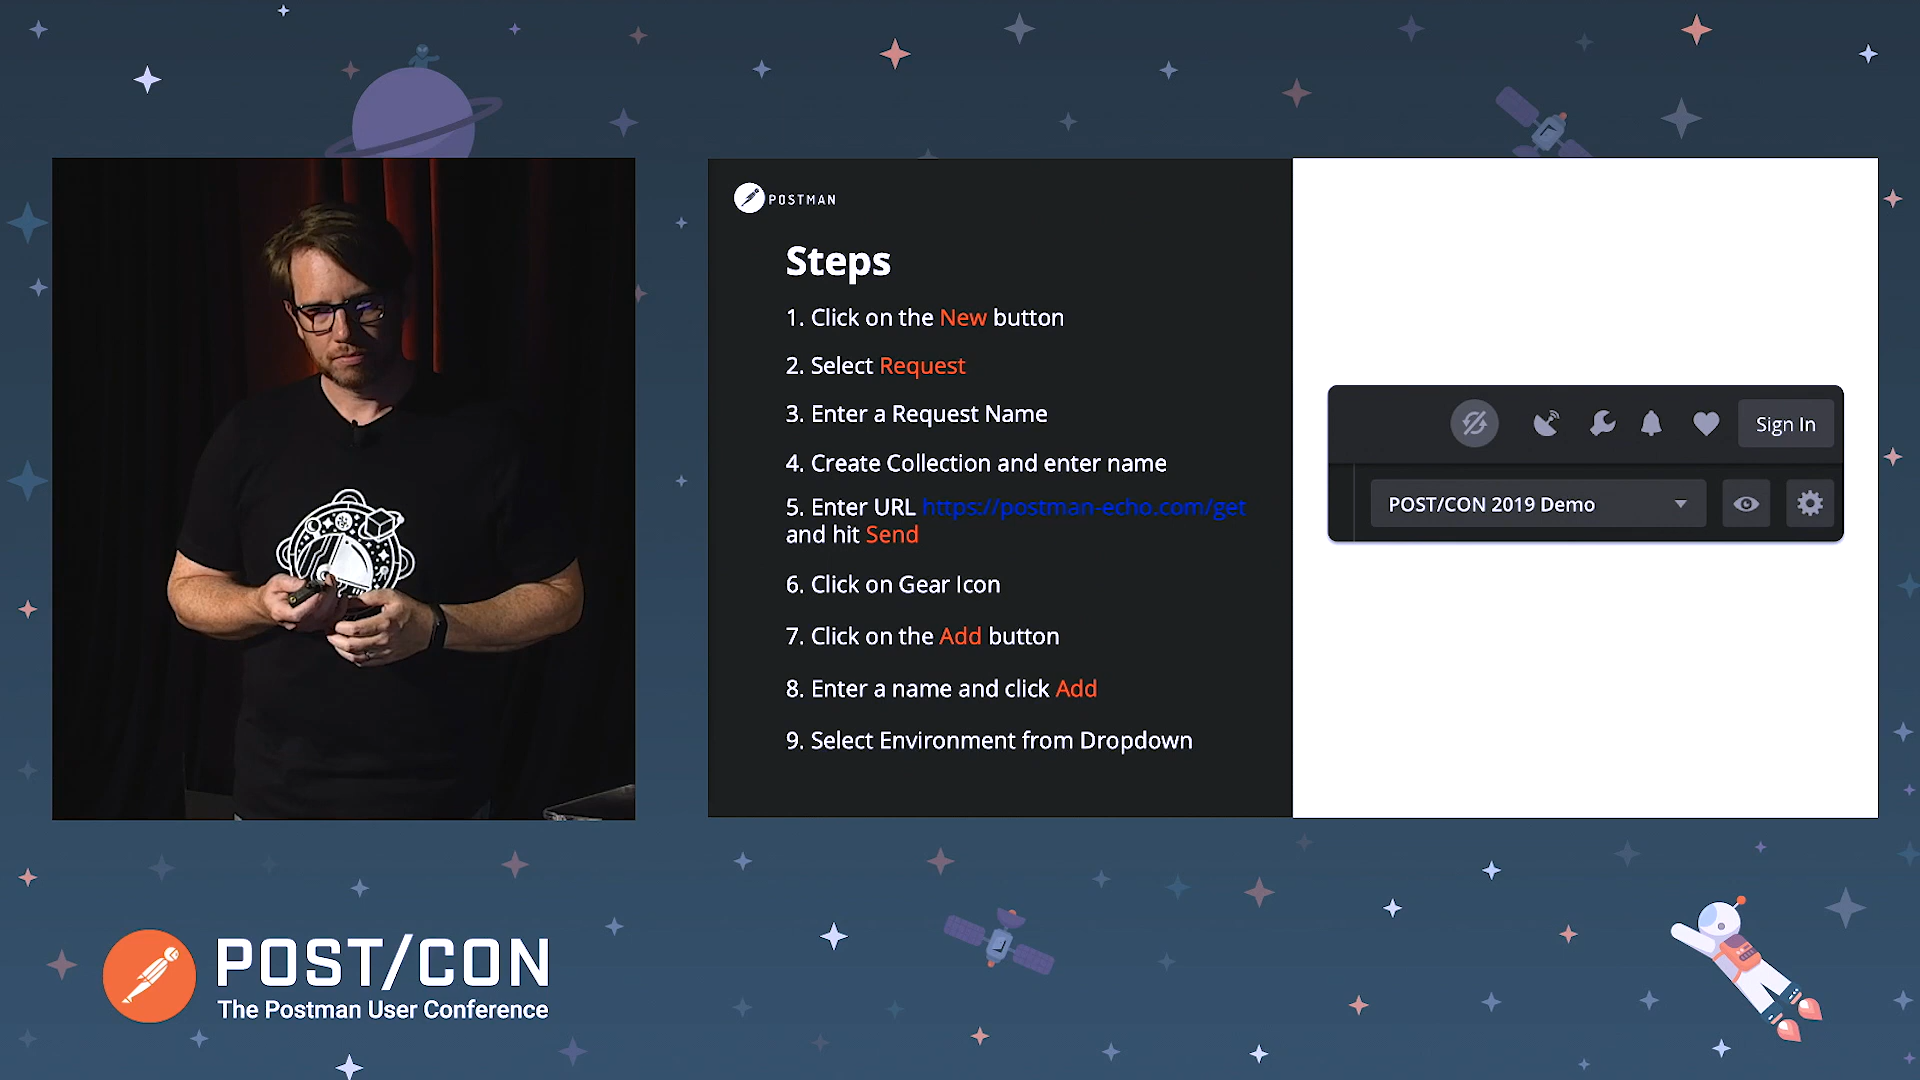 POSTMAN
Steps
1. Click on the New button
2. Select Request
3. Enter a Request Name
4. Create Collection and enter name
5. Enter URL https://postman-echo.com/get
and hit Send
6. Click on Gear Icon
7. Click on the Add button
8. Enter a name and click Add
9. Select Environment from Dropdown
Sign In
POST/CON 2019 Demo
POST/CON
The Postman User Conference